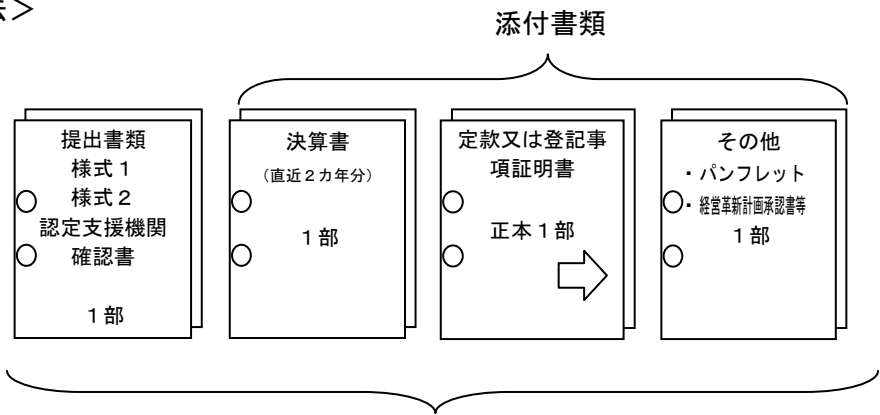 法＞
添付書類
提出書類
様式１
様式２
認定支援機関
確認書
１部
決算書
（直近２カ年分）
１部
定款又は登記事
項証明書
正本１部
その他
・パンフレット
・経営革新計画承認書等
１部